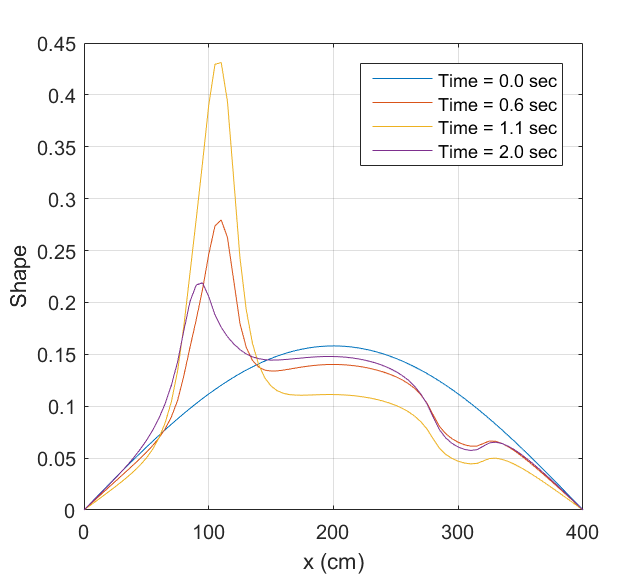 0.45
0.4
0.35
0.3
0.25
0.2
0.15
0.1
0.05
0
Shape
Time = 0.0 sec
Time = 0.6 sec
Time = 1.1 sec
Time = 2.0 sec
0 100 200 300 400
x (cm)